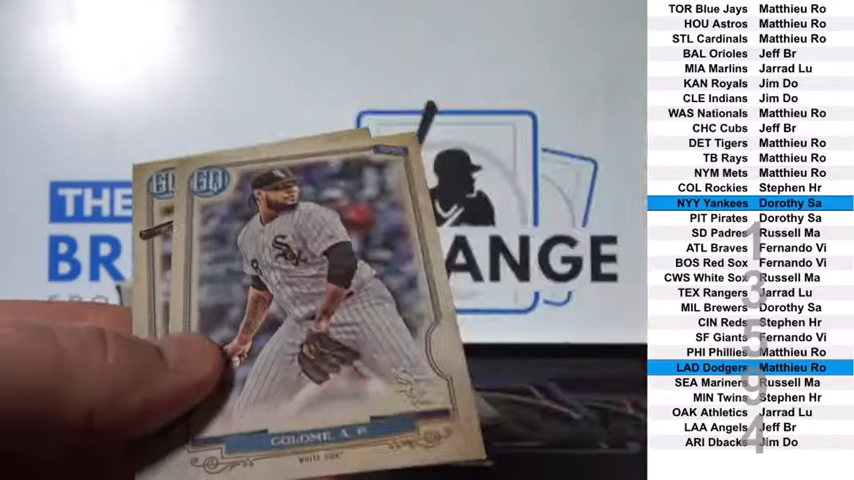 THE
BR
ANGE
GQ
COLOME, A. P.
WHITE SOX
TOR Blue Jays Matthieu Ro
HOU Astros Matthieu Ro
STL Cardinals Matthieu Ro
BAL Orioles Jeff Br
MIA Marlins Jarrad Lu
KAN Royals Jim Do
CLE Indians Jim Do
WAS Nationals Matthieu Ro
CHC Cubs Jeff Br
DET Tigers Matthieu Ro
TB Rays Matthieu Ro
NYM Mets Matthieu Ro
COL Rockies Stephen Hr
NYY Yankees Dorothy Sa
PIT Pirates Dorothy Sa
SD Padres Russell Ma
ATL Braves Fernando Vi
BOS Red Sox Fernando Vi
CWS White Sox Russell Ma
TEX Rangers Jarrad Lu
MIL Brewers Dorothy Sa
CIN Reds Stephen Hr
SF Giants Fernando Vi
PHI Phillies Matthieu Ro
LAD Dodgers Matthieu Ro
SEA Mariners Russell Ma
MIN Twins Stephen Hr
OAK Athletics Jarrad Lu
LAA Angels Jeff Br
ARI Dbacks Jim Do
1
3
5
9
4